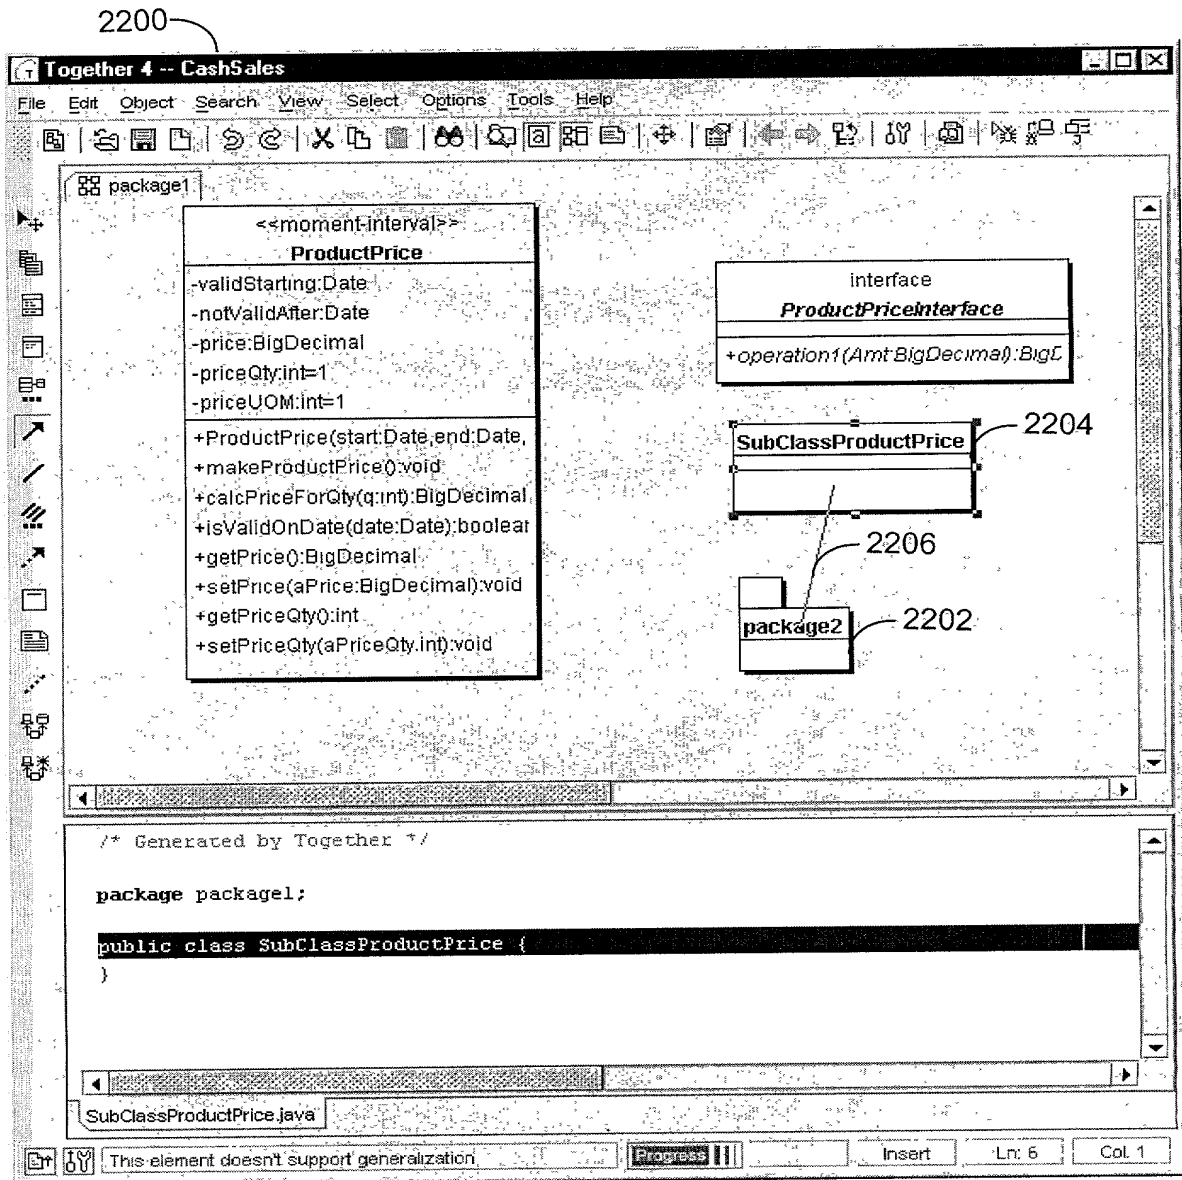 2200
Together 4 -- CashSales
File Edit Object Search View Select Options Tools Help
package1
<<moment-interval>>
ProductPrice
-validStarting:Date
-notValidAfter:Date
-price:BigDecimal
-priceQty:int=1
-priceUOM:int=1
+ProductPrice(start:Date,end:Date,
+makeProductPrice():void
+calcPriceForQty(q:int):BigDecimal
+isValidOnDate(date:Date):boolear
+getPrice():BigDecimal
+setPrice(aPrice:BigDecimal):void
+getPriceQty():int
+setPriceQty(aPriceQty:int):void
interface
ProductPriceInterface
+operation1(Amt:BigDecimal):BigD
SubClassProductPrice
2204
2206
package2
2202
/* Generated by Together */
package package1;
public class SubClassProductPrice {
}
SubClassProductPrice.java
This element doesn't support generalization
Progress
Insert
Ln: 6
Col. 1